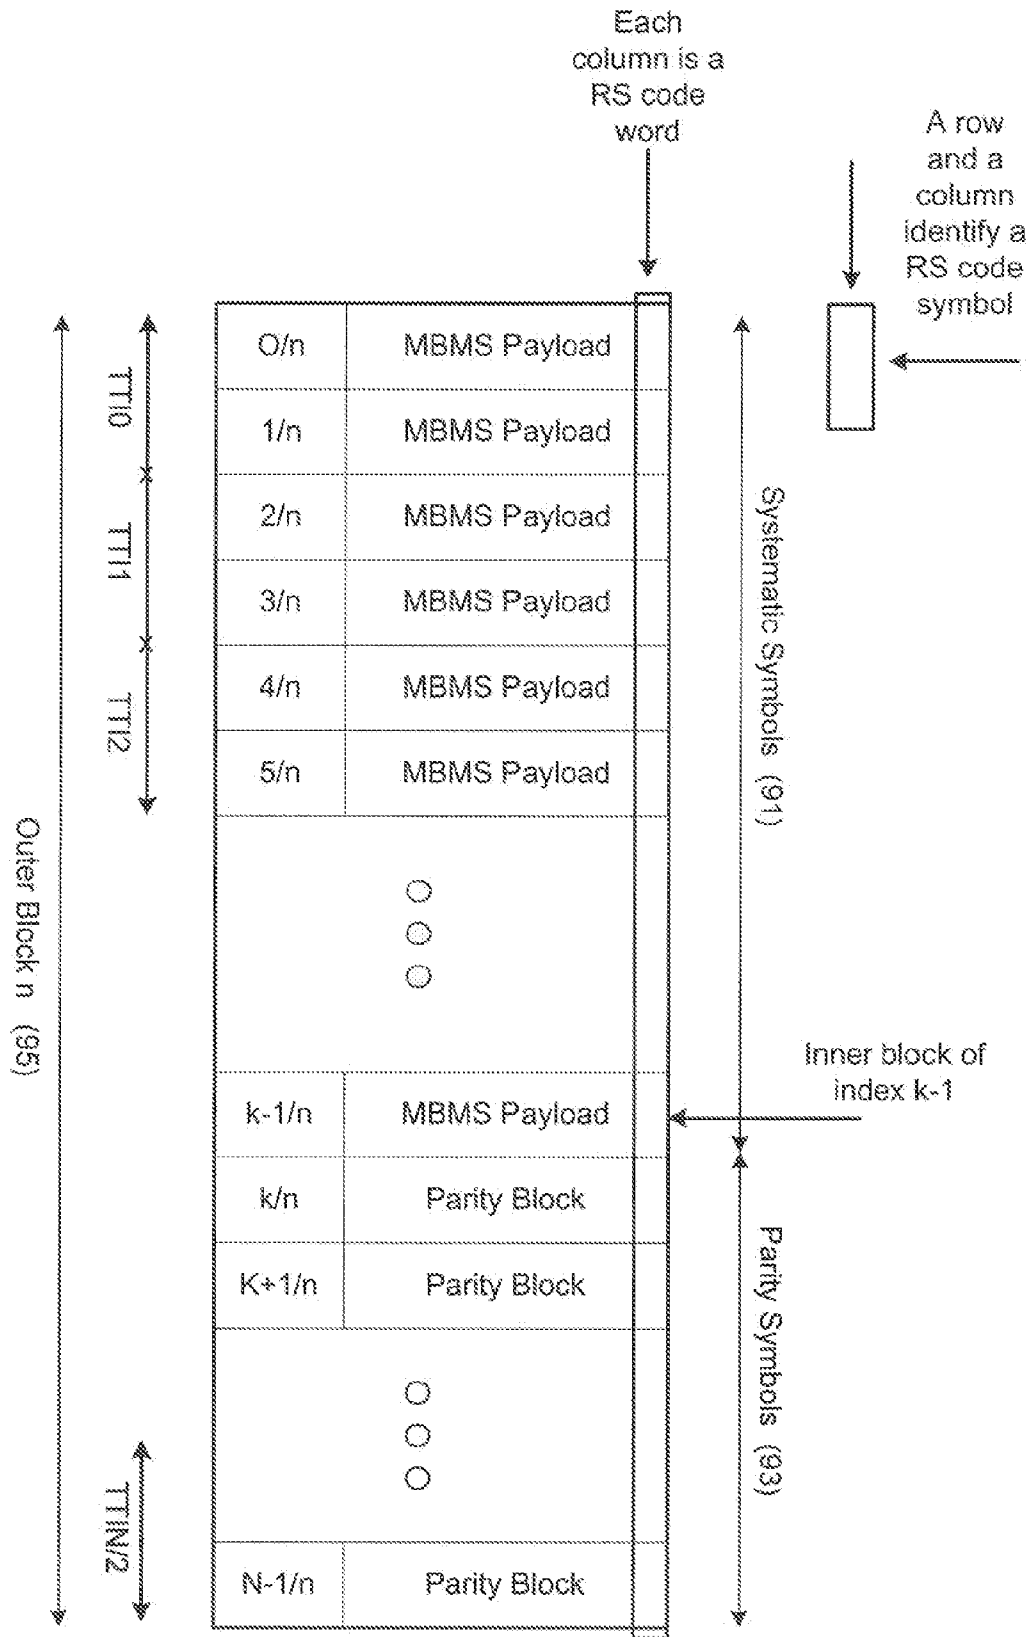 Each
column is a
RS code
word
A row
and a
column
identify a
RS code
symbol
O/n MBMS Payload
1/n MBMS Payload
2/n MBMS Payload
3/n MBMS Payload
4/n MBMS Payload
5/n MBMS Payload
k-1/n MBMS Payload
k/n Parity Block
K+1/n Parity Block
N-1/n Parity Block
TTI0
TTI1
TTI2
TTIN/2
Outer Block n (95)
Systematic Symbols (91)
Inner block of
index k-1
Parity Symbols (93)